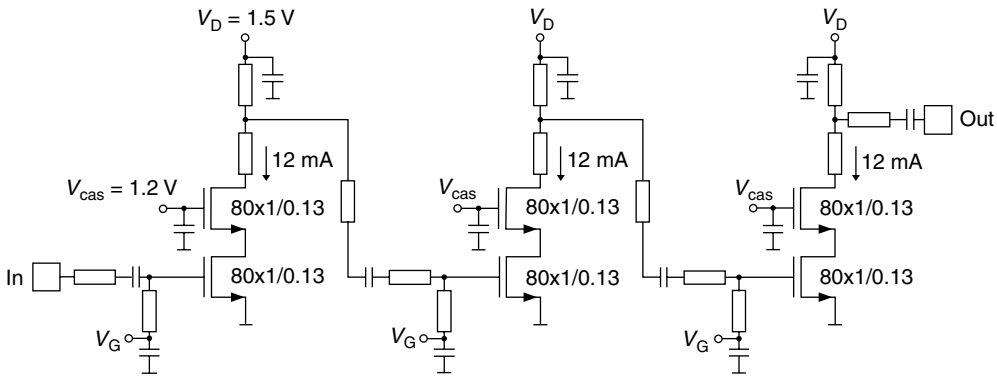 V_D = 1.5 V
V_D
V_D
12 mA
12 mA
12 mA
Out
V_cas = 1.2 V
V_cas
V_cas
80x1/0.13
80x1/0.13
80x1/0.13
In
80x1/0.13
80x1/0.13
80x1/0.13
V_G
V_G
V_G